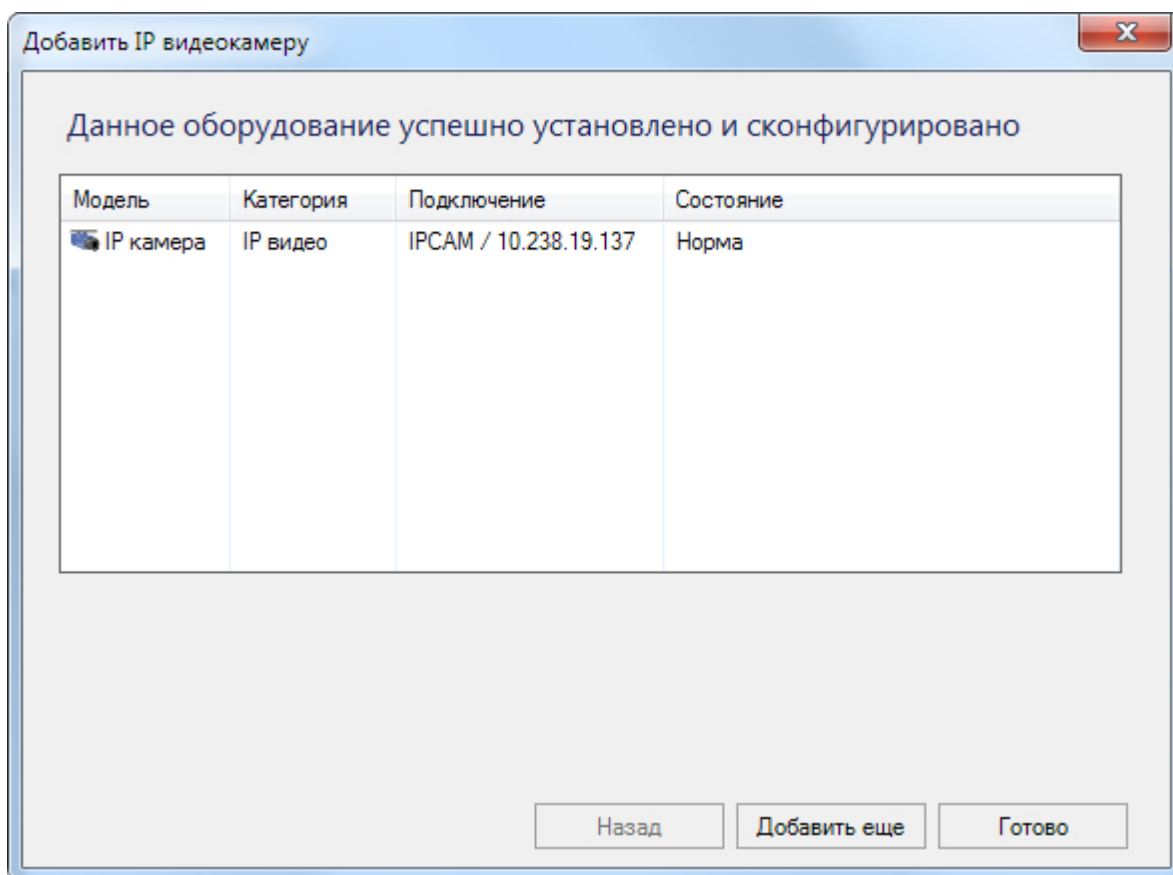 Добавить IP видеокамеру
Данное оборудование успешно установлено и сконфигурировано
Модель Категория Подключение Состояние
IP камера IP видео IPCAM / 10.238.19.137 Норма
Назад Добавить еще Готово